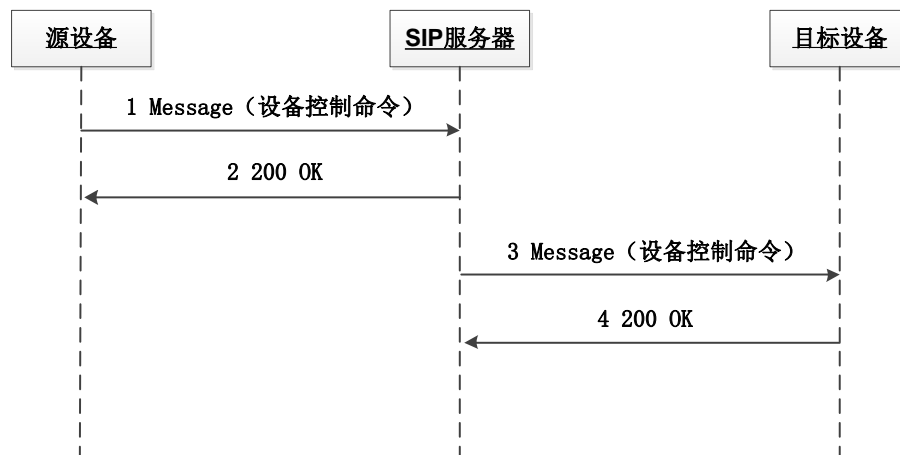 源设备
SIP服务器
目标设备
1 Message（设备控制命令）
2 200 OK
3 Message（设备控制命令）
4 200 OK